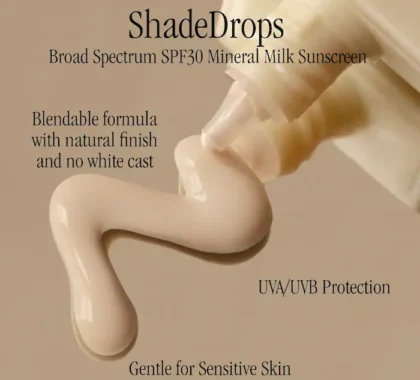 ShadeDrops
Broad Spectrum SPF30 Mineral Milk Sunscreen
Blendable formula
with natural finish
and no white cast
UVA/UVB Protection
Gentle for Sensitive Skin